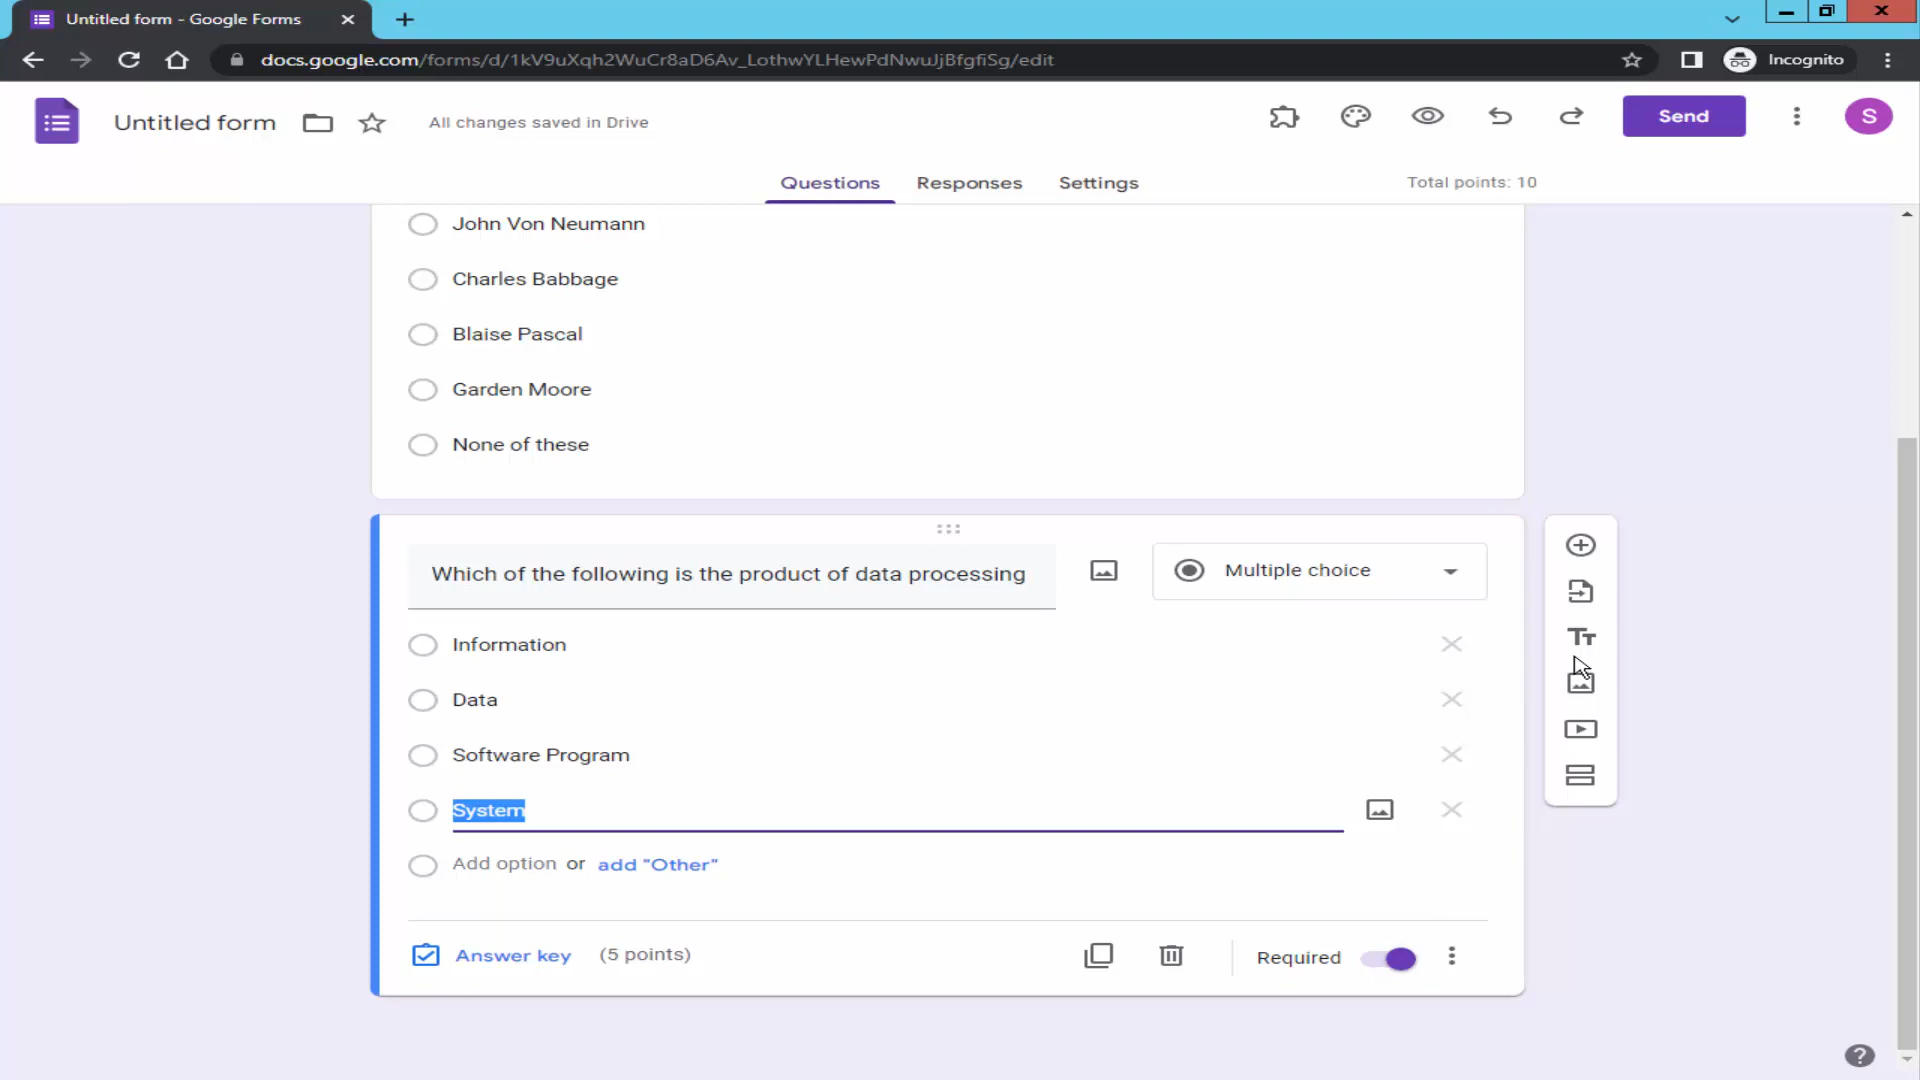 Untitled form - Google Forms
docs.google.com/forms/d/1kV9uXqh2WuCr8aD6Av_LothwYLHewPdNwuJjBfgfiSg/edit
Incognito
Untitled form
All changes saved in Drive
Send
S
Questions
Responses
Settings
Total points: 10
John Von Neumann
Charles Babbage
Blaise Pascal
Garden Moore
None of these
Which of the following is the product of data processing
Multiple choice
Information
Data
Software Program
System
Add option or add "Other"
Answer key (5 points)
Required